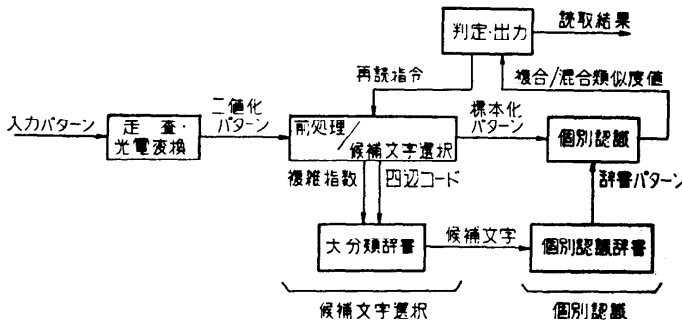 判定・出力
読取結果
再読指令
複合/混合類似度値
入力パターン
走査・
光電変換
二値化
パターン
前処理
/候補文字選択
標本化
パターン
個別認識
複雑指数
四辺コード
辞書パターン
大分類辞書
候補文字
個別認識辞書
候補文字選択
個別認識